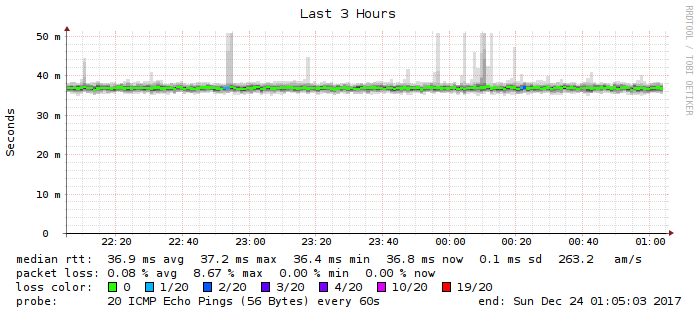 Last 3 Hours
RRDTOOL / TOBI OETIKER
Seconds
50 m
40 m
30 m
20 m
10 m
0
22:20 22:40 23:00 23:20 23:40 00:00 00:20 00:40 01:00
median rtt: 36.9 ms avg 37.2 ms max 36.4 ms min 36.8 ms now 0.1 ms sd 263.2 am/s
packet loss: 0.08 % avg 8.67 % max 0.00 % min 0.00 % now
loss color: 0 1/20 2/20 3/20 4/20 10/20 19/20
probe: 20 ICMP Echo Pings (56 Bytes) every 60s end: Sun Dec 24 01:05:03 2017